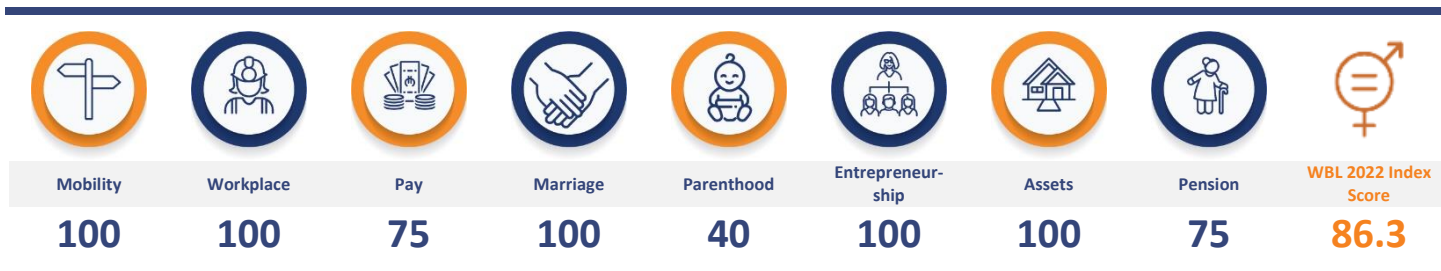 Mobility
Workplace
Pay
Marriage
Parenthood
Entrepreneur-
ship
Assets
Pension
WBL 2022 Index
Score
100
100
75
100
40
100
100
75
86.3